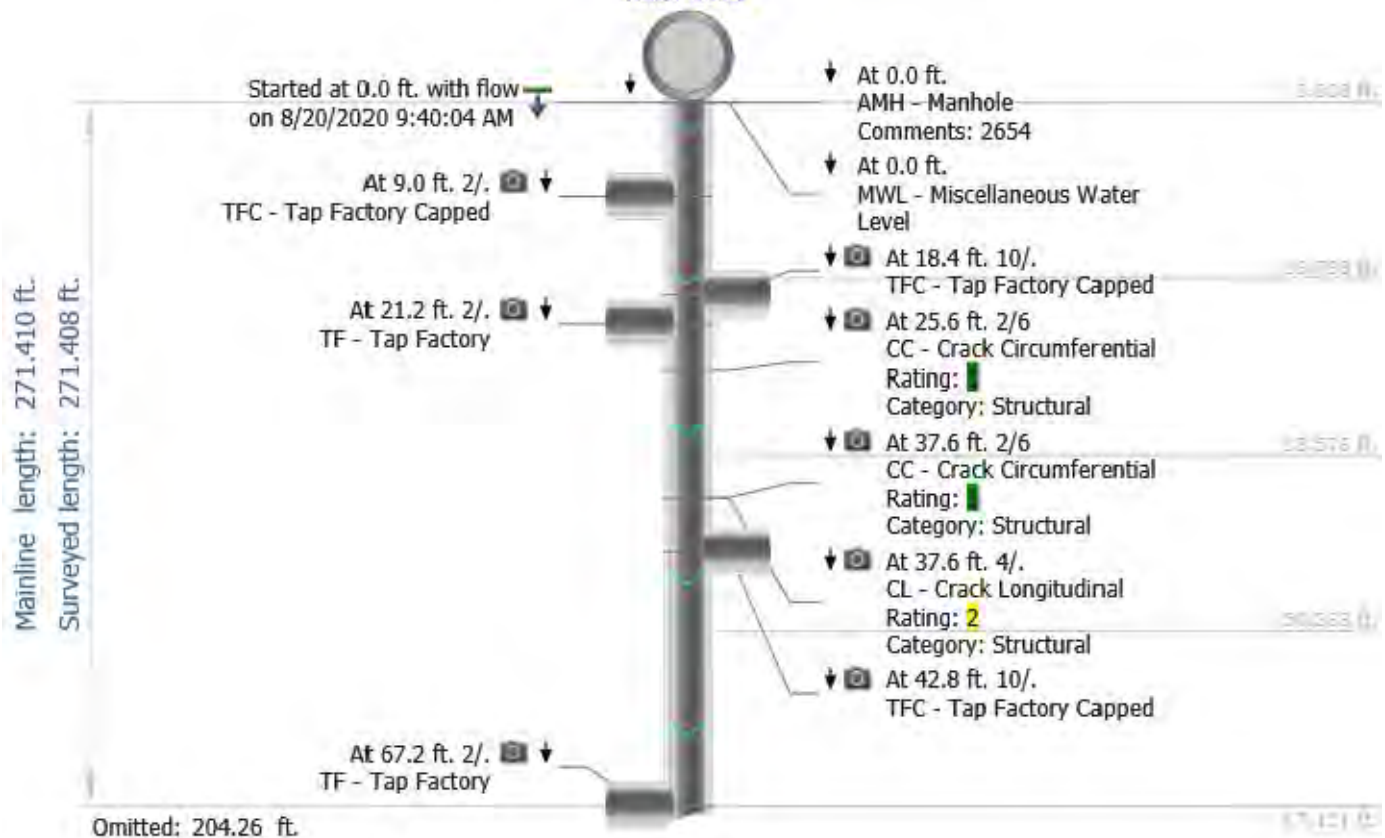 Started at 0.0 ft. with flow
on 8/20/2020 9:40:04 AM
At 9.0 ft. 2/.
TFC - Tap Factory Capped
At 21.2 ft. 2/.
TF - Tap Factory
At 67.2 ft. 2/.
TF - Tap Factory
Mainline length: 271.410 ft.
Surveyed length: 271.408 ft.
Omitted: 204.26 ft.
At 0.0 ft.
AMH - Manhole
Comments: 2654
At 0.0 ft.
MWL - Miscellaneous Water
Level
At 18.4 ft. 10/.
TFC - Tap Factory Capped
At 25.6 ft. 2/6
CC - Crack Circumferential
Rating:
Category: Structural
At 37.6 ft. 2/6
CC - Crack Circumferential
Rating:
Category: Structural
At 37.6 ft. 4/.
CL - Crack Longitudinal
Rating: 2
Category: Structural
At 42.8 ft. 10/.
TFC - Tap Factory Capped